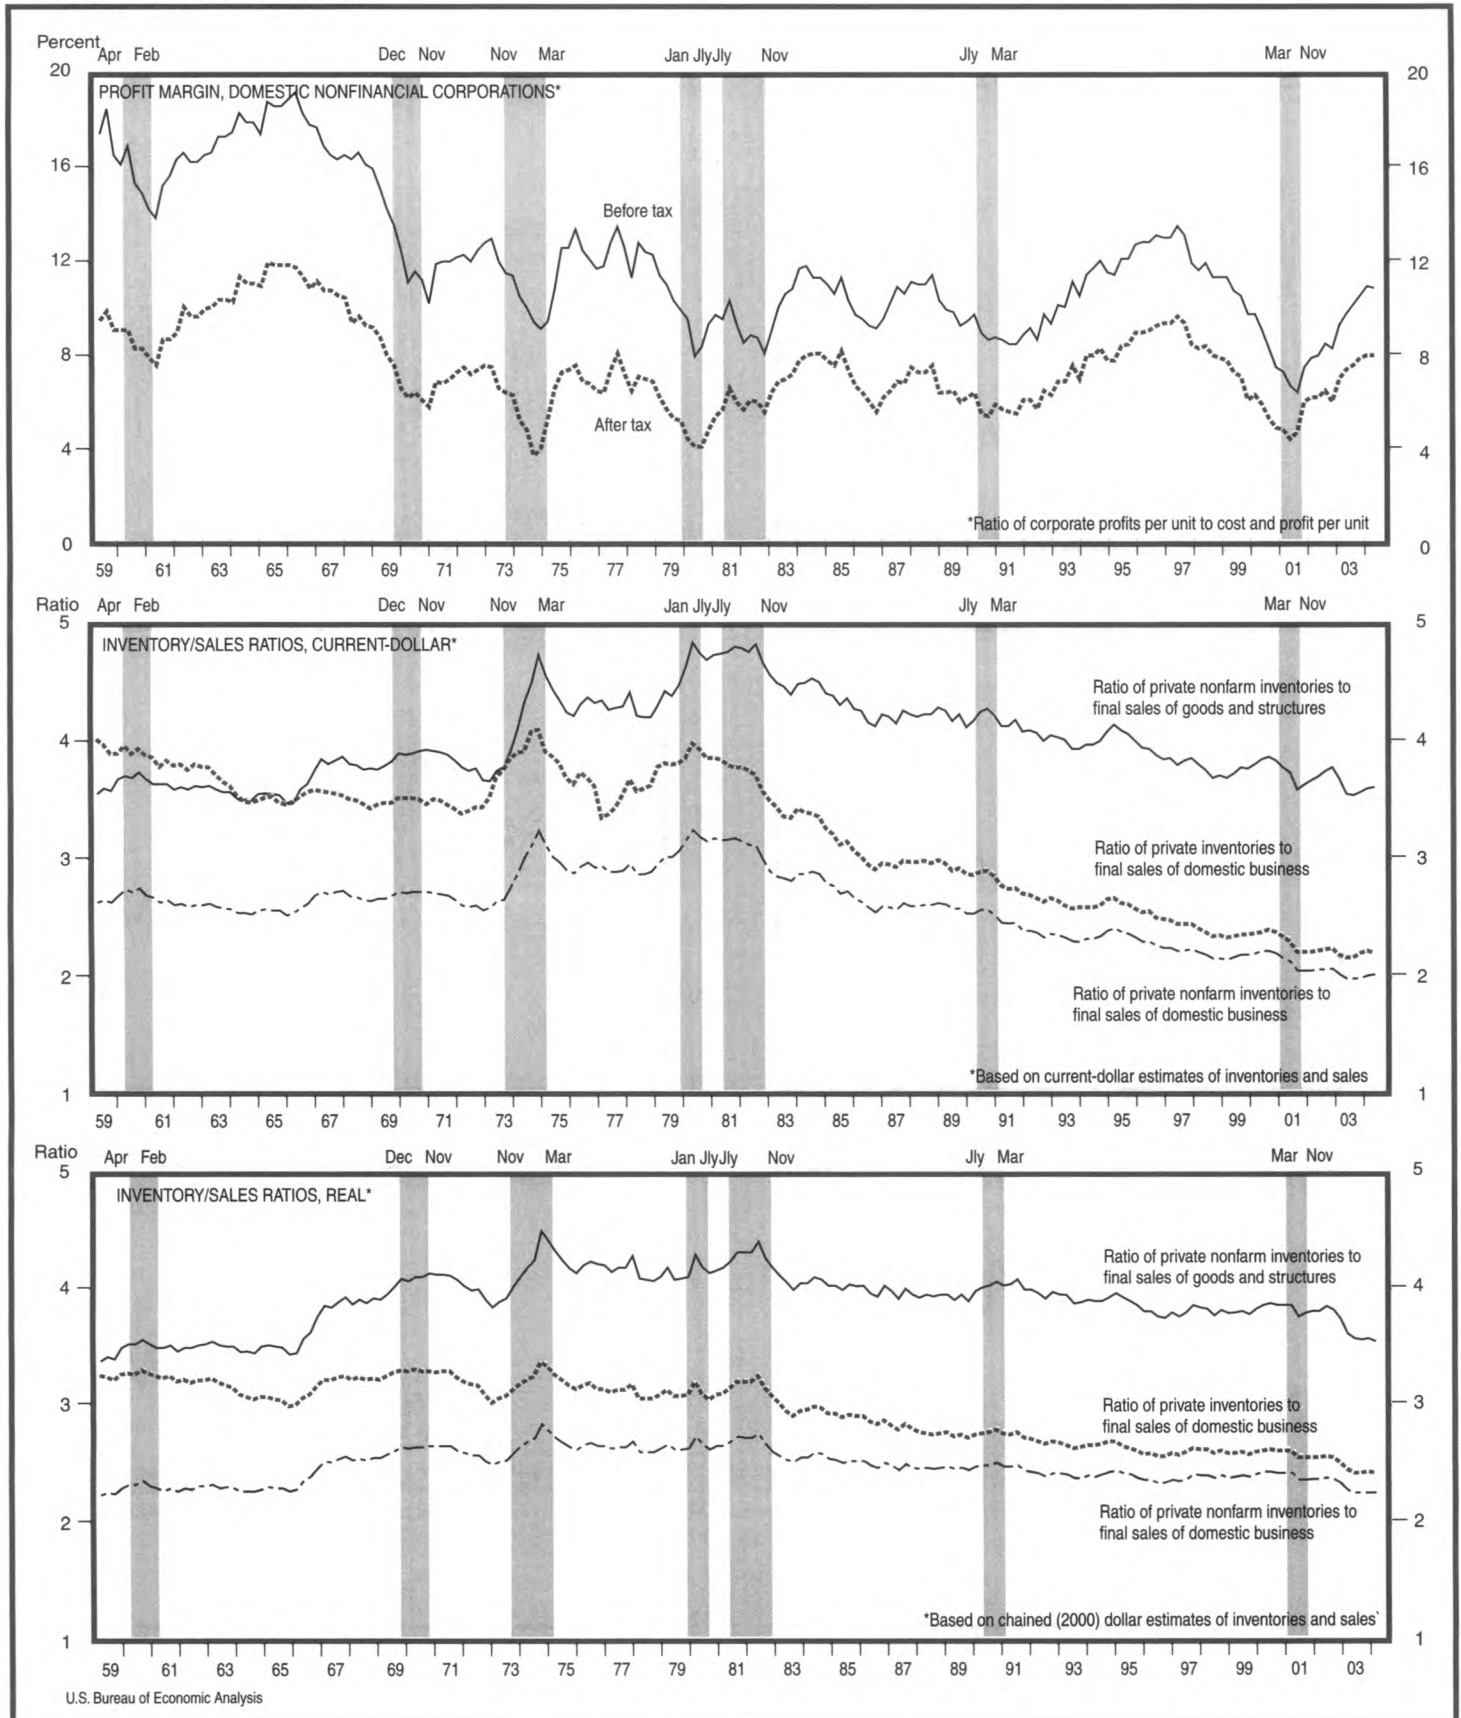 Percent
Apr Feb Dec Nov Nov Mar Jan Jly Jly Nov Jly Mar Mar Nov
20 20
PROFIT MARGIN, DOMESTIC NONFINANCIAL CORPORATIONS*
16 16
Before tax
12 12
8 8
After tax
4 4
*Ratio of corporate profits per unit to cost and profit per unit
0 0
59 61 63 65 67 69 71 73 75 77 79 81 83 85 87 89 91 93 95 97 99 01 03
Ratio Apr Feb Dec Nov Nov Mar Jan Jly Jly Nov Jly Mar Mar Nov
5 5
INVENTORY/SALES RATIOS, CURRENT-DOLLAR*
Ratio of private nonfarm inventories to
final sales of goods and structures
4 4
Ratio of private inventories to
final sales of domestic business
3 3
2 2
Ratio of private nonfarm inventories to
final sales of domestic business
*Based on current-dollar estimates of inventories and sales
1 1
59 61 63 65 67 69 71 73 75 77 79 81 83 85 87 89 91 93 95 97 99 01 03
Ratio Apr Feb Dec Nov Nov Mar Jan Jly Jly Nov Jly Mar Mar Nov
5 5
INVENTORY/SALES RATIOS, REAL*
Ratio of private nonfarm inventories to
final sales of goods and structures
4 4
Ratio of private inventories to
final sales of domestic business
3 3
Ratio of private nonfarm inventories to
final sales of domestic business
2 2
*Based on chained (2000) dollar estimates of inventories and sales`
1 1
59 61 63 65 67 69 71 73 75 77 79 81 83 85 87 89 91 93 95 97 99 01 03
U.S. Bureau of Economic Analysis